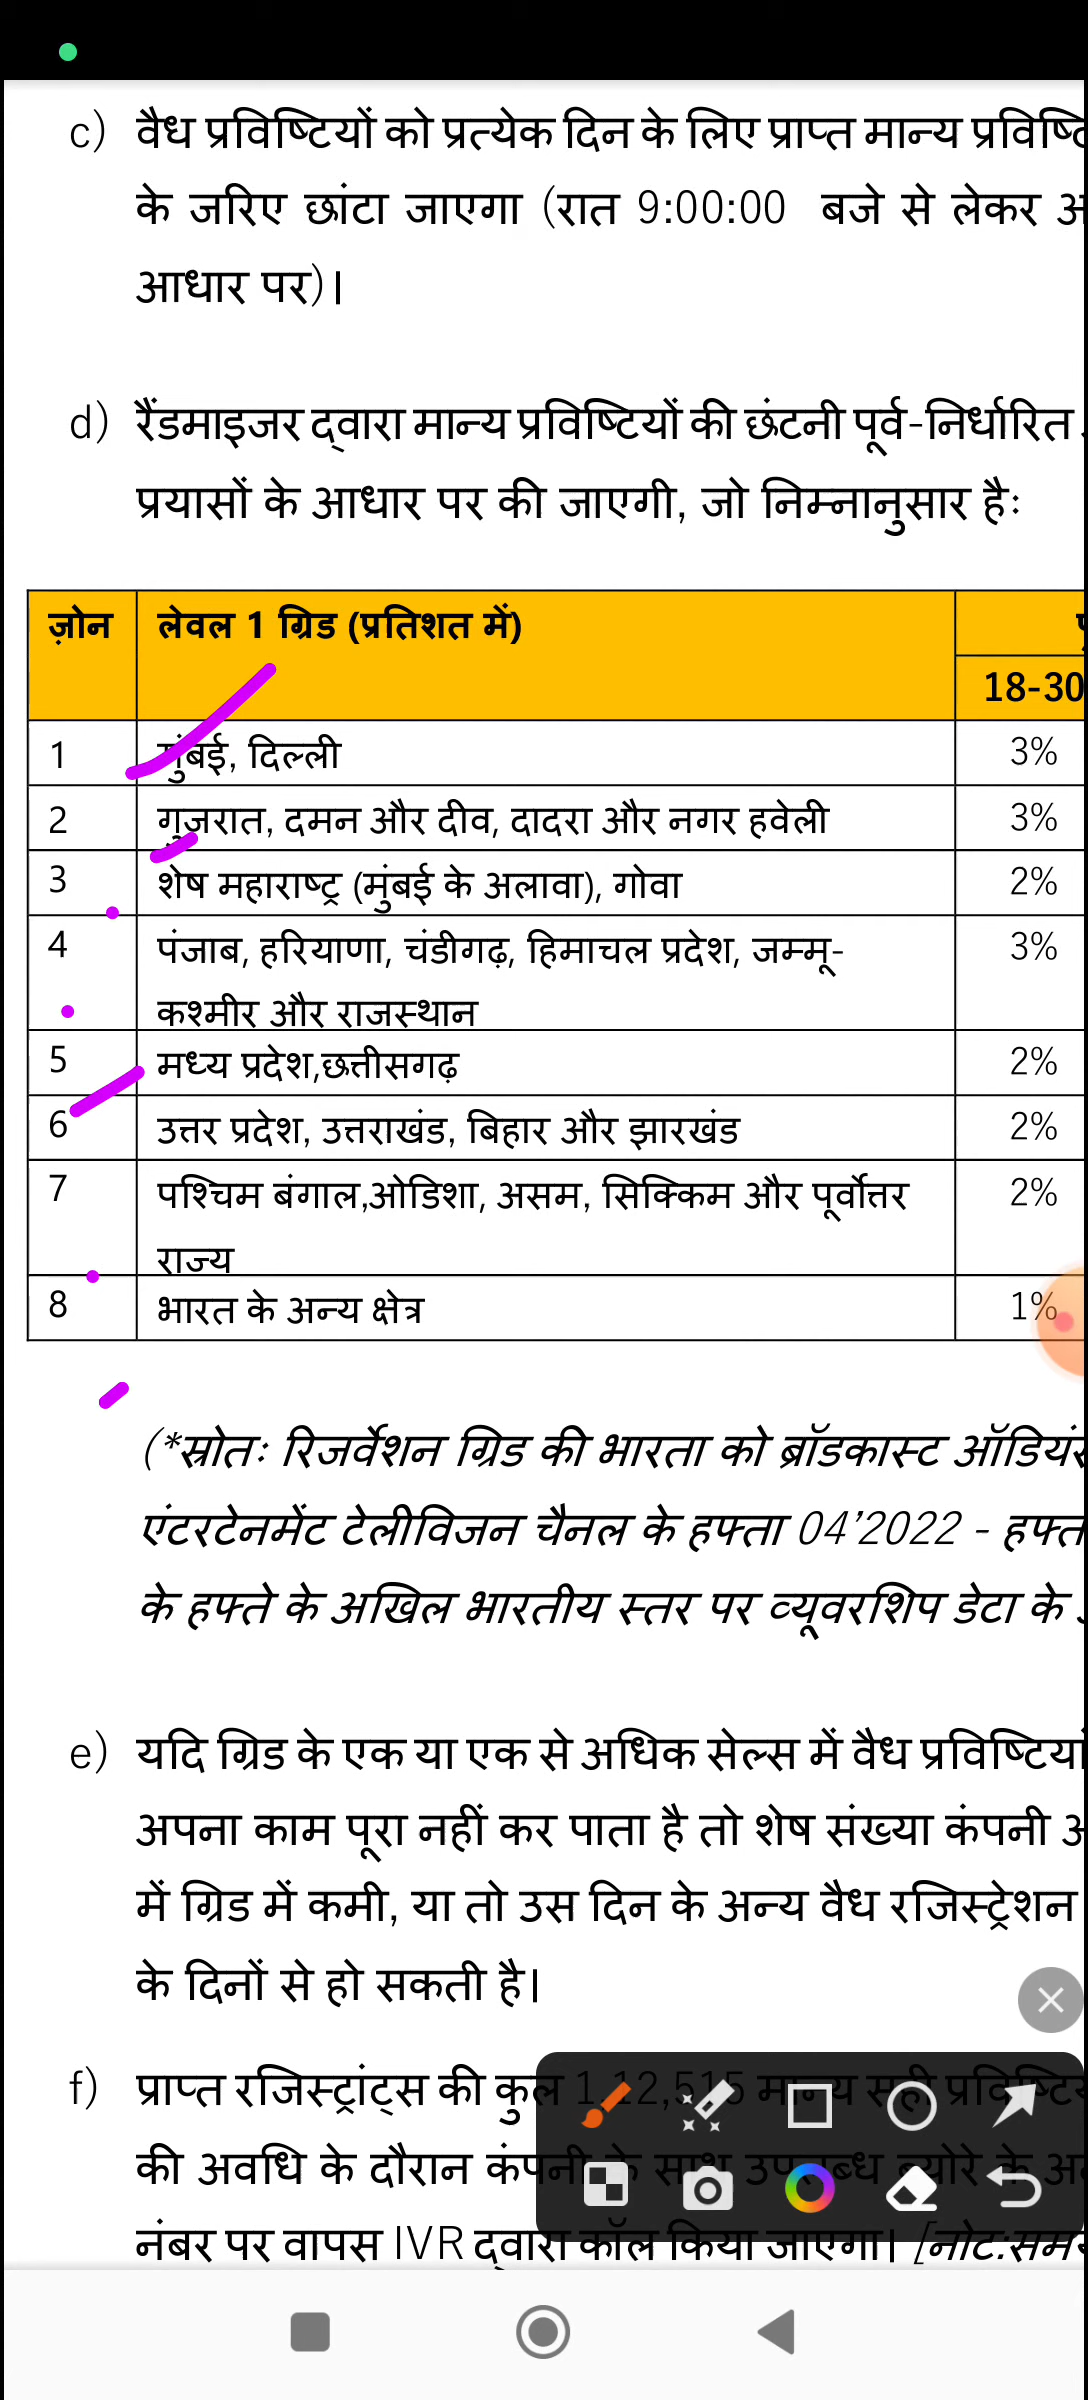 c) वैध प्रविष्टियों को प्रत्येक दिन के लिए प्राप्त मान्य
के जरिए छांटा जाएगा (रात 9:00:00 बजे से लेकर
आधार पर)।
d) रैंडमाइजर द्वारा मान्य प्रविष्टियों की छंटनी पूर्व-निर्धारित
प्रयासों के आधार पर की जाएगी, जो निम्नानुसार हैः
ज़ोन लेवल 1 ग्रिड (प्रतिशत में)
18-30
1 मुंबई, दिल्ली 3%
2 गुजरात, दमन और दीव, दादरा और नगर हवेली 3%
3 शेष महाराष्ट्र (मुंबई के अलावा), गोवा 2%
4 पंजाब, हरियाणा, चंडीगढ़, हिमाचल प्रदेश, जम्मू- 3%
कश्मीर और राजस्थान
5 मध्य प्रदेश,छत्तीसगढ़ 2%
6 उत्तर प्रदेश, उत्तराखंड, बिहार और झारखंड 2%
7 पश्चिम बंगाल,ओडिशा, असम, सिक्किम और पूर्वोत्तर 2%
राज्य
8 भारत के अन्य क्षेत्र 1%
(*स्रोतः रिजर्वेशन ग्रिड की भारता को ब्रॉडकास्ट
एंटरटेनमेंट टेलीविजन चैनल के हफ्ता 04’2022 -
के हफ्ते के अखिल भारतीय स्तर पर व्यूवरशिप डेटा के
e) यदि ग्रिड के एक या एक से अधिक सेल्स में वैध
अपना काम पूरा नहीं कर पाता है तो शेष संख्या कंपनी
में ग्रिड में कमी, या तो उस दिन के अन्य वैध रजिस्ट्रेशन
के दिनों से हो सकती है।
f) प्राप्त रजिस्ट्रांट्स की कुल 1,12,515 मान्य सही
की अवधि के दौरान कंपनी के साथ उपलब्ध ब्योरे के
नंबर पर वापस IVR द्वारा कॉल किया जाएगा।